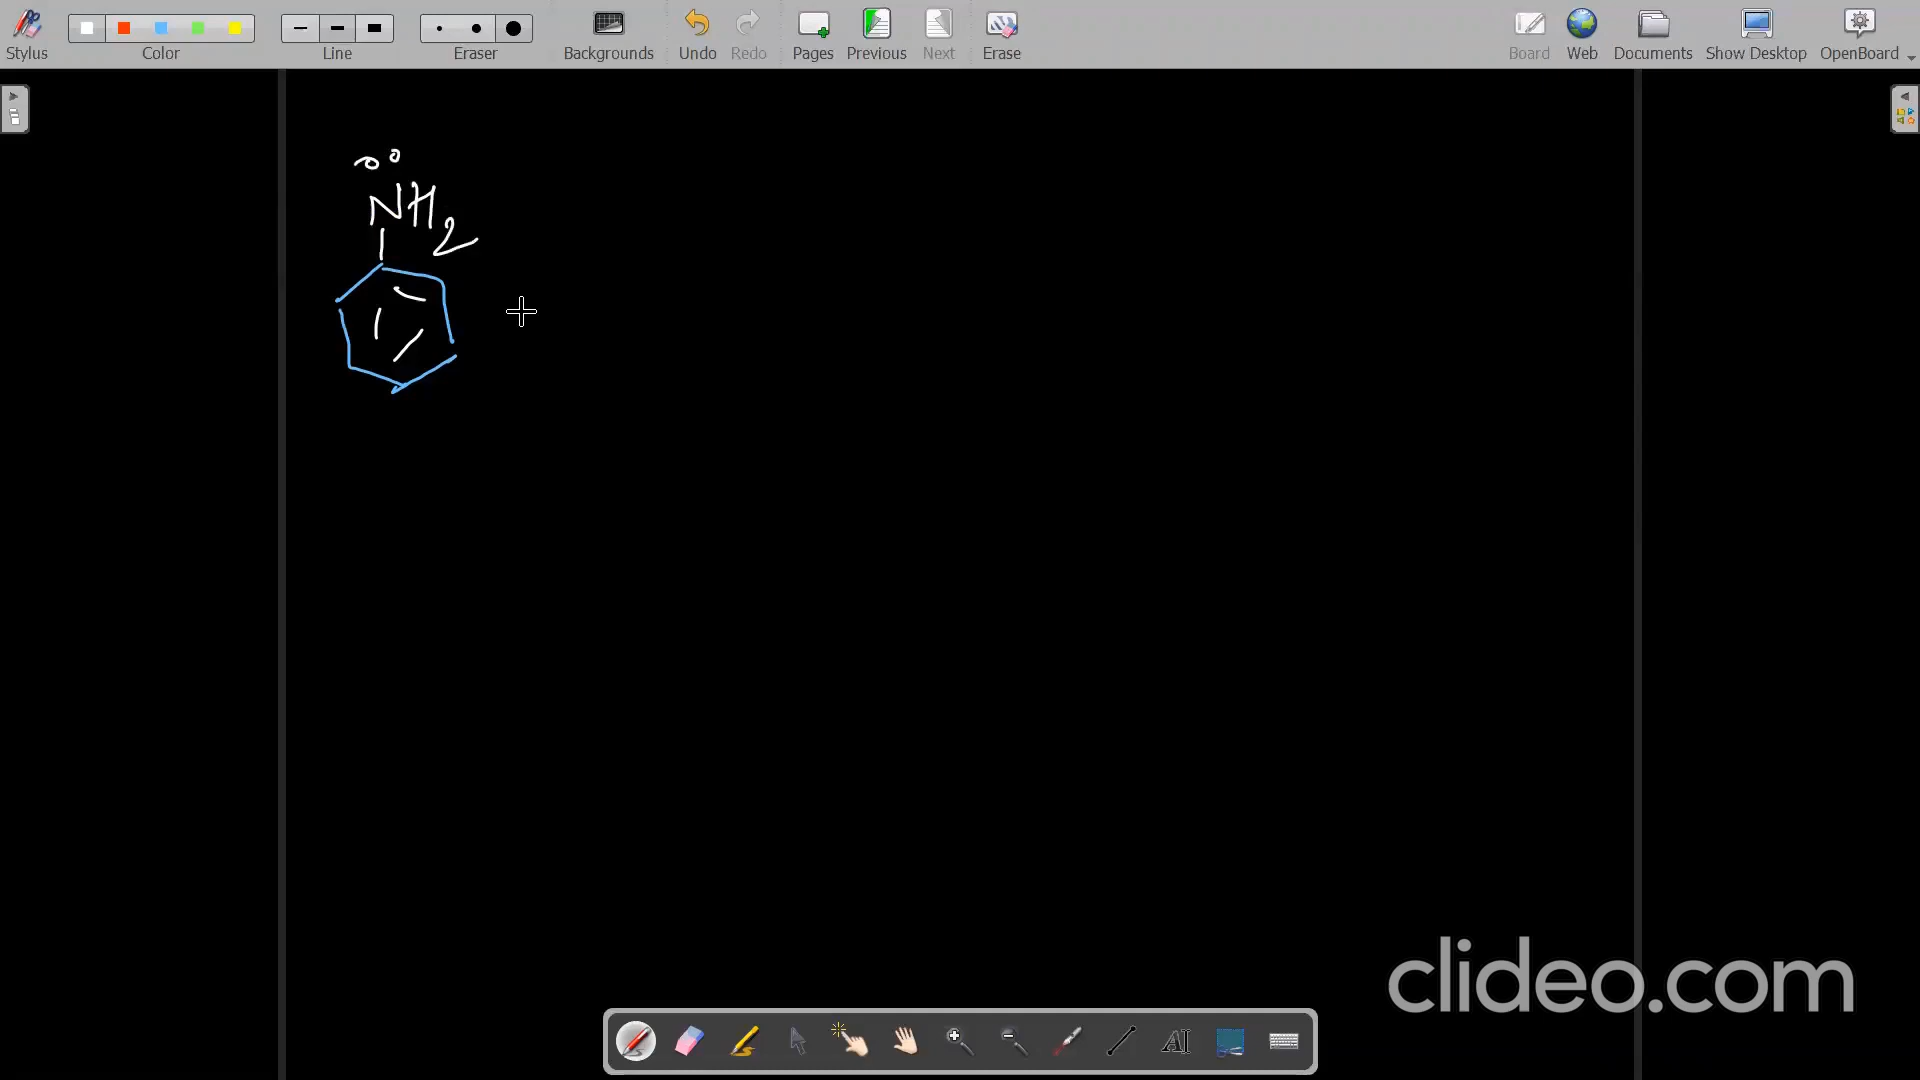 Stylus Color Line Eraser Backgrounds Undo Redo Pages Previous Next Erase Board Web Documents Show Desktop OpenBoard
NH2
clideo.com